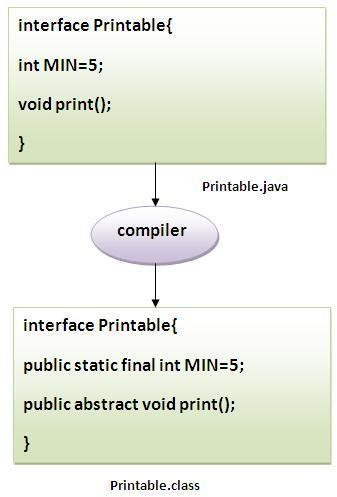 interface Printable{
int MIN=5;
void print();
}
Printable.java
compiler
interface Printable{
public static final int MIN=5;
public abstract void print();
}
Printable.class